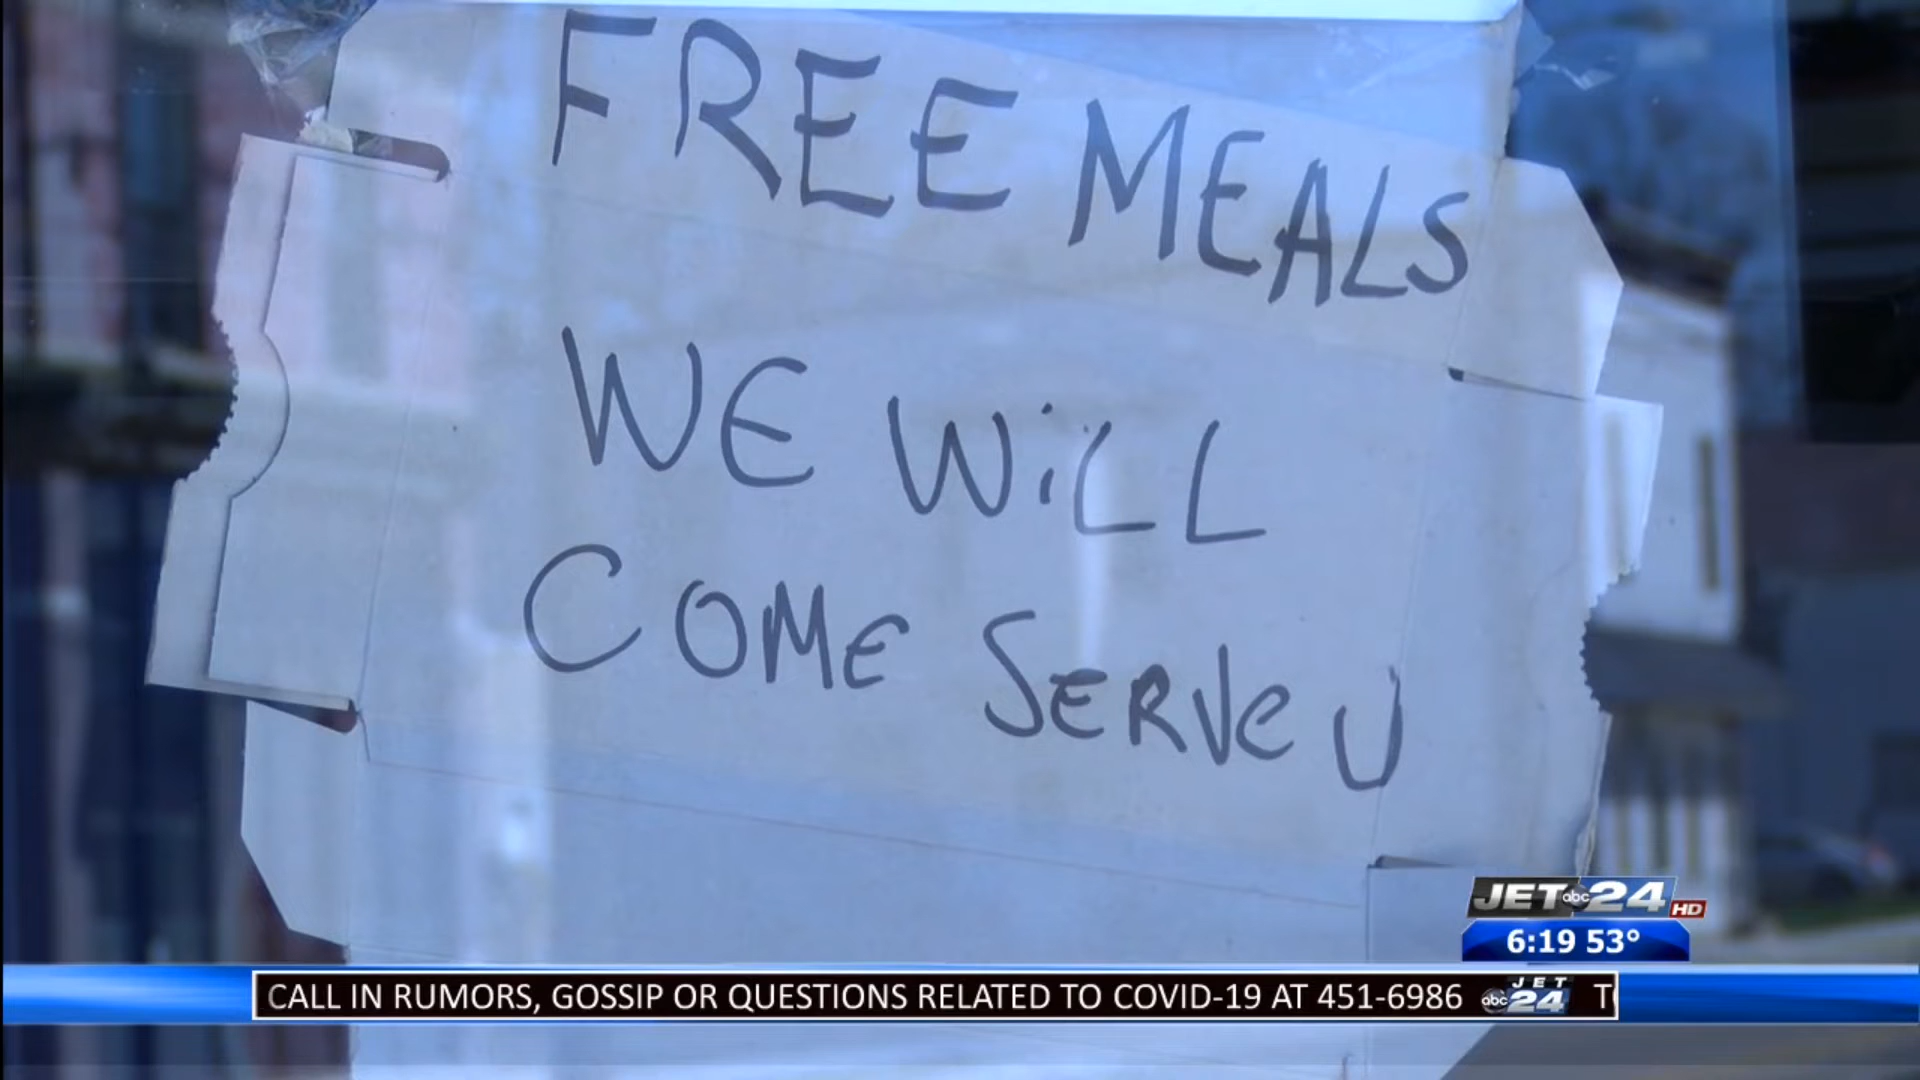 FREE MEALS
WE WiLL
COME SERVE U
JET abc 24 HD
6:19 53°
CALL IN RUMORS, GOSSIP OR QUESTIONS RELATED TO COVID-19 AT 451-6986 abc JET 24